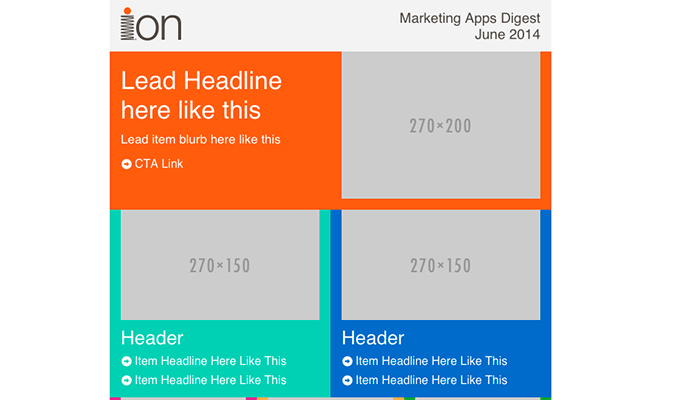 ion
Marketing Apps Digest
June 2014
Lead Headline
here like this
Lead item blurb here like this
CTA Link
270×200
270×150
270×150
Header
Item Headline Here Like This
Item Headline Here Like This
Header
Item Headline Here Like This
Item Headline Here Like This